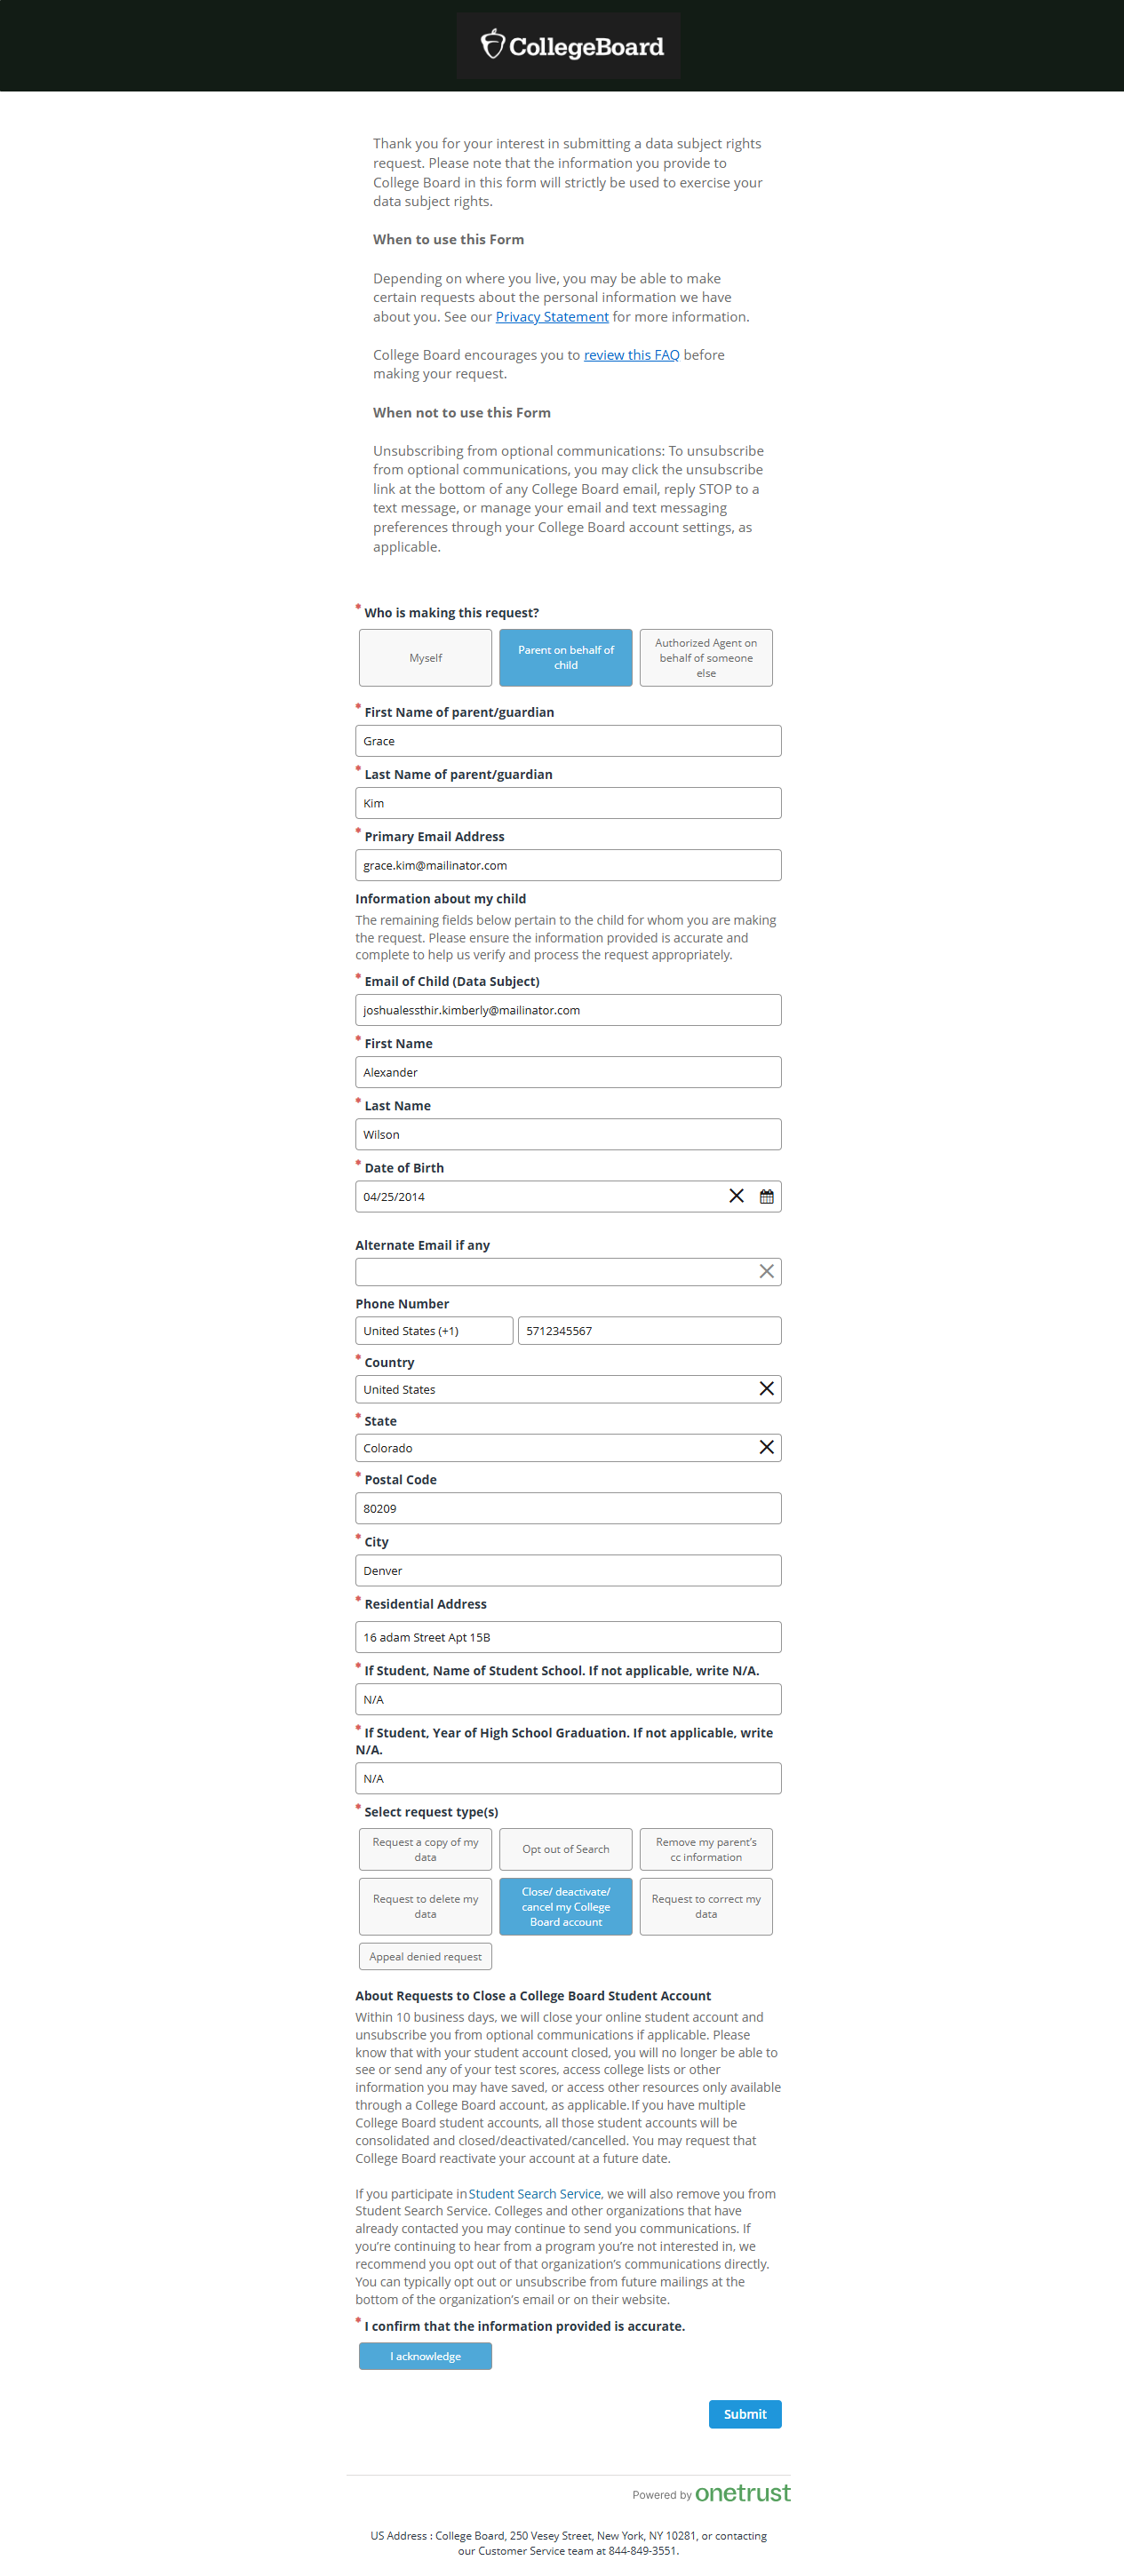 CollegeBoard
Thank you for your interest in submitting a data subject rights
request. Please note that the information you provide to
College Board in this form will strictly be used to exercise your
data subject rights.
When to use this Form
Depending on where you live, you may be able to make
certain requests about the personal information we have
about you. See our Privacy Statement for more information.
College Board encourages you to review this FAQ before
making your request.
When not to use this Form
Unsubscribing from optional communications: To unsubscribe
from optional communications, you may click the unsubscribe
link at the bottom of any College Board email, reply STOP to a
text message, or manage your email and text messaging
preferences through your College Board account settings, as
applicable.
* Who is making this request?
Myself
Parent on behalf of
child
Authorized Agent on
behalf of someone
else
* First Name of parent/guardian
Grace
* Last Name of parent/guardian
Kim
* Primary Email Address
grace.kim@mailinator.com
Information about my child
The remaining fields below pertain to the child for whom you are making
the request. Please ensure the information provided is accurate and
complete to help us verify and process the request appropriately.
* Email of Child (Data Subject)
joshualessthir.kimberly@mailinator.com
* First Name
Alexander
* Last Name
Wilson
* Date of Birth
04/25/2014
Alternate Email if any
Phone Number
United States (+1) 5712345567
* Country
United States
* State
Colorado
* Postal Code
80209
* City
Denver
* Residential Address
16 adam Street Apt 15B
* If Student, Name of Student School. If not applicable, write N/A.
N/A
* If Student, Year of High School Graduation. If not applicable, write
N/A.
N/A
* Select request type(s)
Request a copy of my
data
Opt out of Search
Remove my parent's
cc information
Request to delete my
data
Close/ deactivate/
cancel my College
Board account
Request to correct my
data
Appeal denied request
About Requests to Close a College Board Student Account
Within 10 business days, we will close your online student account and
unsubscribe you from optional communications if applicable. Please
know that with your student account closed, you will no longer be able to
see or send any of your test scores, access college lists or other
information you may have saved, or access other resources only available
through a College Board account, as applicable. If you have multiple
College Board student accounts, all those student accounts will be
consolidated and closed/deactivated/cancelled. You may request that
College Board reactivate your account at a future date.
If you participate in Student Search Service, we will also remove you from
Student Search Service. Colleges and other organizations that have
already contacted you may continue to send you communications. If
you're continuing to hear from a program you're not interested in, we
recommend you opt out of that organization's communications directly.
You can typically opt out or unsubscribe from future mailings at the
bottom of the organization's email or on their website.
* I confirm that the information provided is accurate.
I acknowledge
Submit
Powered by onetrust
US Address : College Board, 250 Vesey Street, New York, NY 10281, or contacting
our Customer Service team at 844-849-3551.